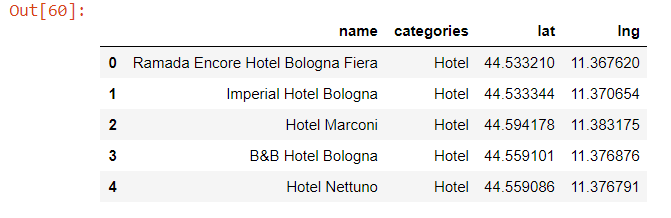 Out[60]:
name categories lat lng
0 Ramada Encore Hotel Bologna Fiera Hotel 44.533210 11.367620
1 Imperial Hotel Bologna Hotel 44.533344 11.370654
2 Hotel Marconi Hotel 44.594178 11.383175
3 B&B Hotel Bologna Hotel 44.559101 11.376876
4 Hotel Nettuno Hotel 44.559086 11.376791